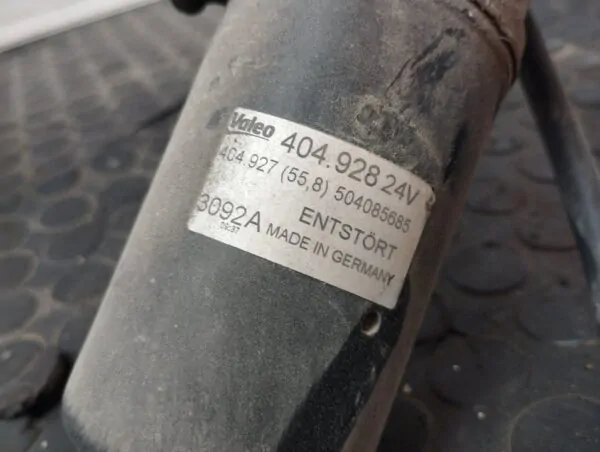 Valeo 404.928 24V
404 927 (55,8) 504085685
ENTSTÖRT
3092A MADE IN GERMANY